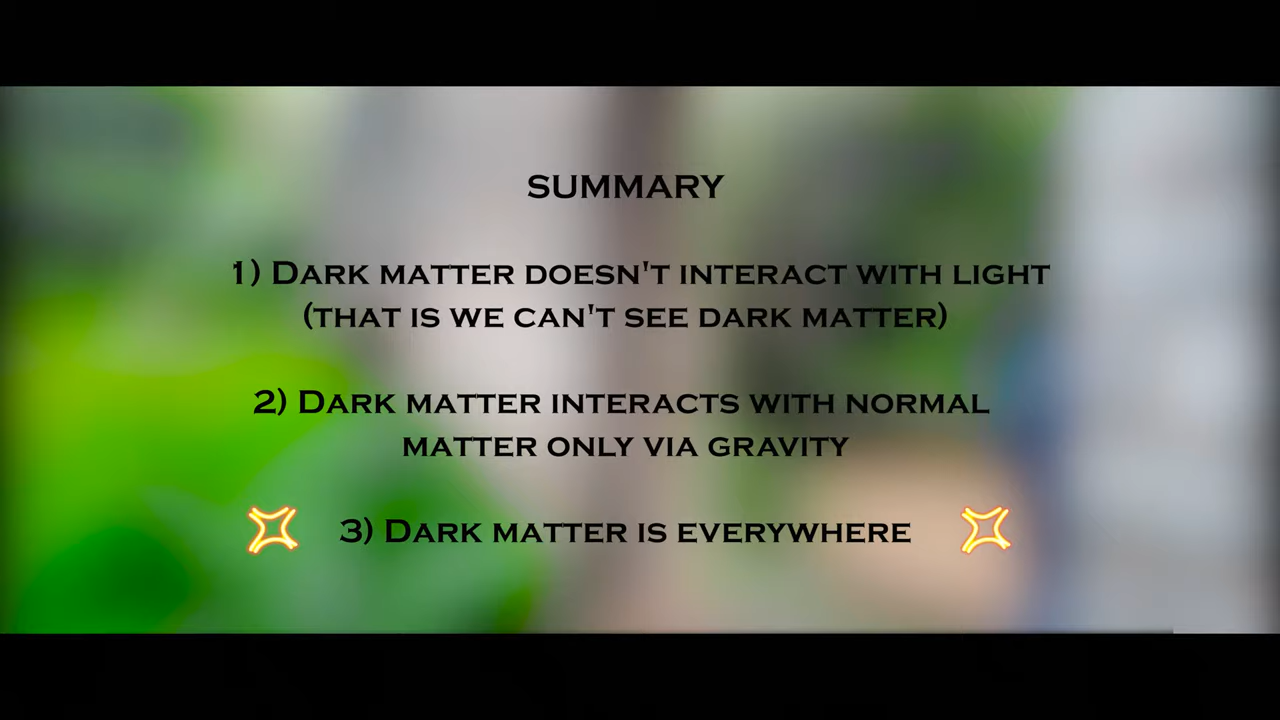 SUMMARY
1) DARK MATTER DOESN'T INTERACT WITH LIGHT
(THAT IS WE CAN'T SEE DARK MATTER)
2) DARK MATTER INTERACTS WITH NORMAL
MATTER ONLY VIA GRAVITY
3) DARK MATTER IS EVERYWHERE